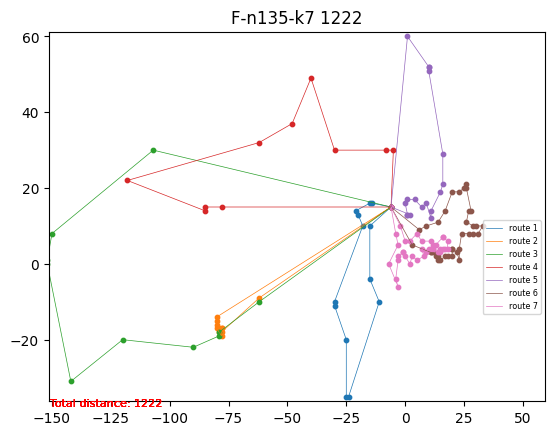 F-n135-k7 1222
60
40
20
0
−20
−150
−125
−100
−75
−50
−25
0
25
50
route 1
route 2
route 3
route 4
route 5
route 6
route 7
Total distance: 1222